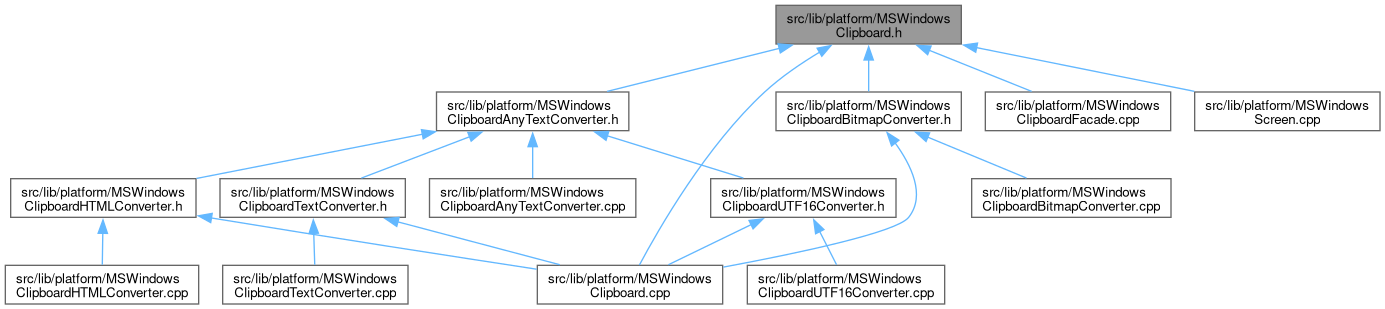 src/lib/platform/MSWindows
Clipboard.h
src/lib/platform/MSWindows
ClipboardAnyTextConverter.h
src/lib/platform/MSWindows
ClipboardBitmapConverter.h
src/lib/platform/MSWindows
ClipboardFacade.cpp
src/lib/platform/MSWindows
Screen.cpp
src/lib/platform/MSWindows
ClipboardHTMLConverter.h
src/lib/platform/MSWindows
ClipboardTextConverter.h
src/lib/platform/MSWindows
ClipboardAnyTextConverter.cpp
src/lib/platform/MSWindows
ClipboardUTF16Converter.h
src/lib/platform/MSWindows
ClipboardBitmapConverter.cpp
src/lib/platform/MSWindows
ClipboardHTMLConverter.cpp
src/lib/platform/MSWindows
ClipboardTextConverter.cpp
src/lib/platform/MSWindows
Clipboard.cpp
src/lib/platform/MSWindows
ClipboardUTF16Converter.cpp